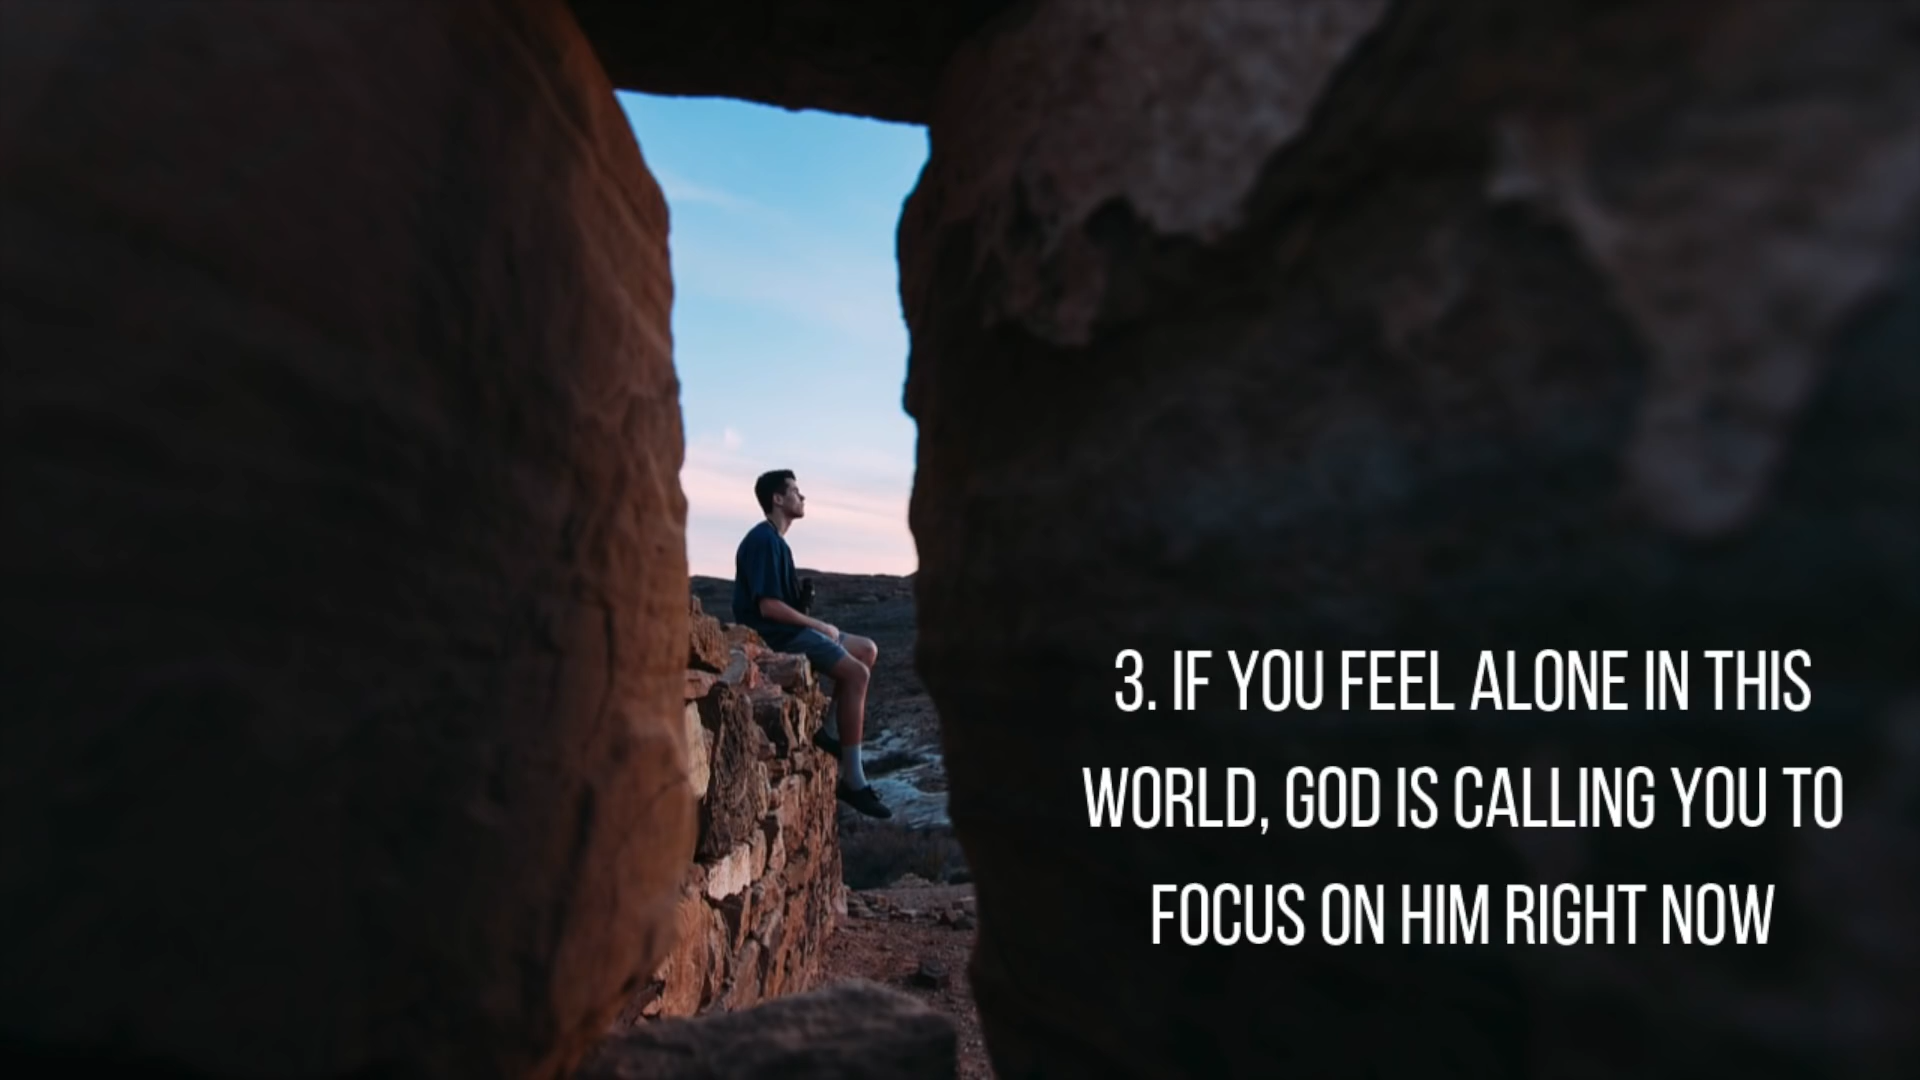 3. IF YOU FEEL ALONE IN THIS
WORLD, GOD IS CALLING YOU TO
FOCUS ON HIM RIGHT NOW